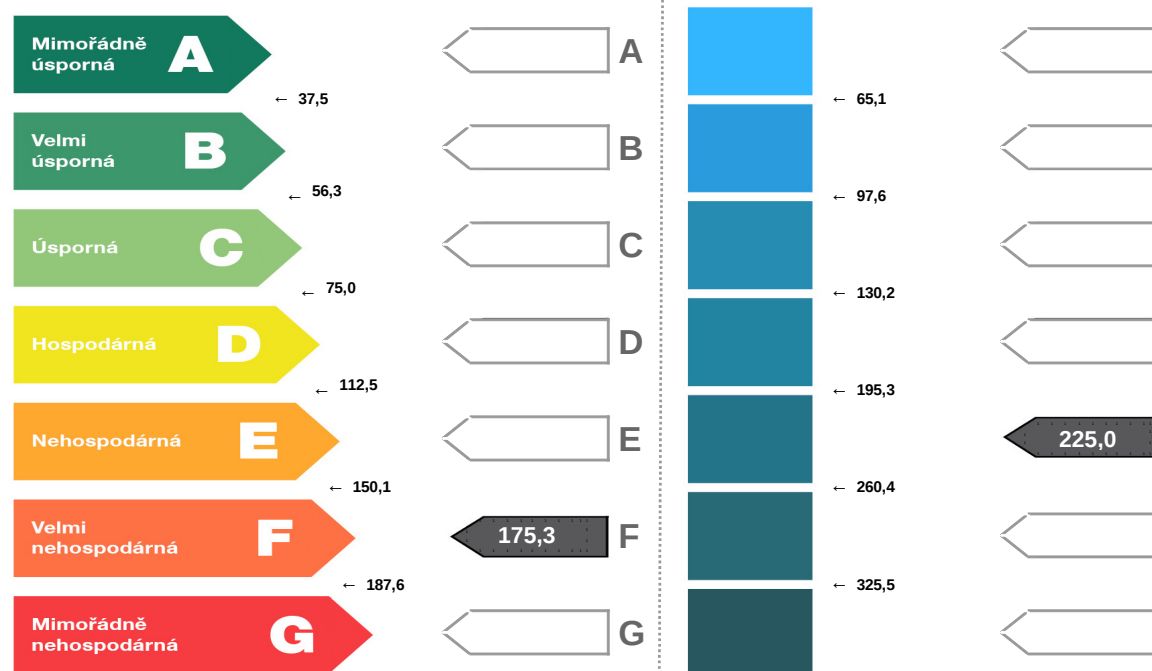 Mimořádně
úsporná A
A
← 37,5
← 65,1
Velmi
úsporná B
B
← 56,3
← 97,6
Úsporná C
C
← 75,0
← 130,2
Hospodárná D
D
← 112,5
← 195,3
Nehospodárná E
E
225,0
← 150,1
← 260,4
Velmi
nehospodárná F
175,3
F
← 187,6
← 325,5
Mimořádně
nehospodárná G
G